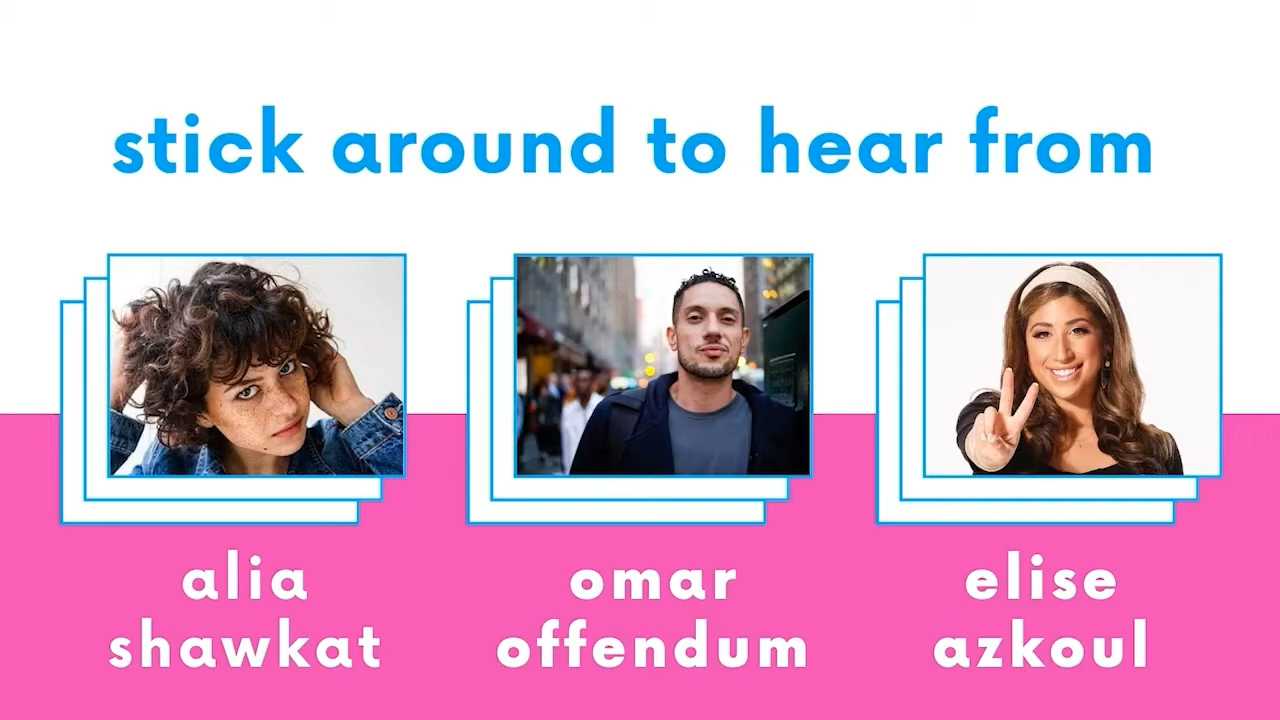 stick around to hear from
alia
shawkat
omar
offendum
elise
azkoul